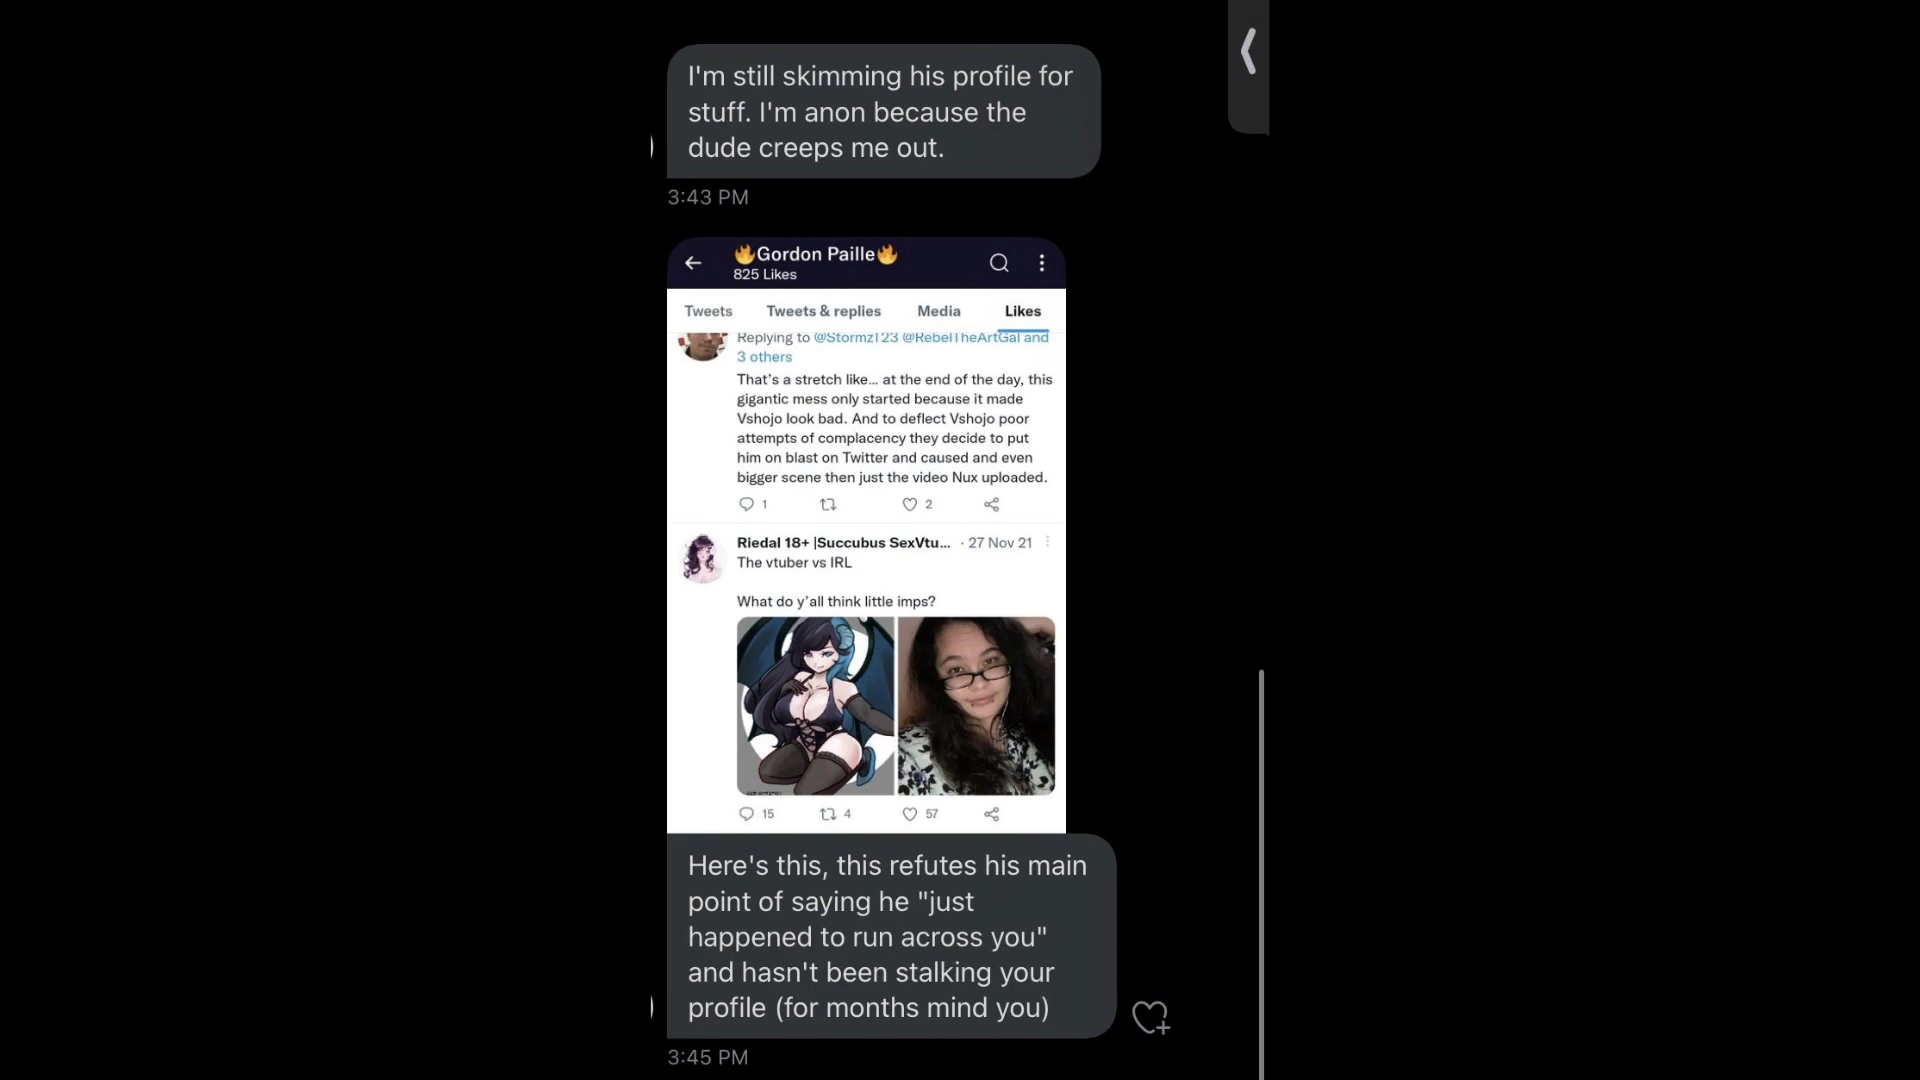 I'm still skimming his profile for
stuff. I'm anon because the
dude creeps me out.
3:43 PM
🔥Gordon Paille🔥
825 Likes
Tweets Tweets & replies Media Likes
Replying to @Stormz123 @RebelTheArtGal and
3 others
That's a stretch like... at the end of the day, this
gigantic mess only started because it made
Vshojo look bad. And to deflect Vshojo poor
attempts of complacency they decide to put
him on blast on Twitter and caused and even
bigger scene then just the video Nux uploaded.
1 2
Riedal 18+ |Succubus SexVtu... · 27 Nov 21
The vtuber vs IRL
What do y'all think little imps?
15 4 57
Here's this, this refutes his main
point of saying he "just
happened to run across you"
and hasn't been stalking your
profile (for months mind you)
3:45 PM